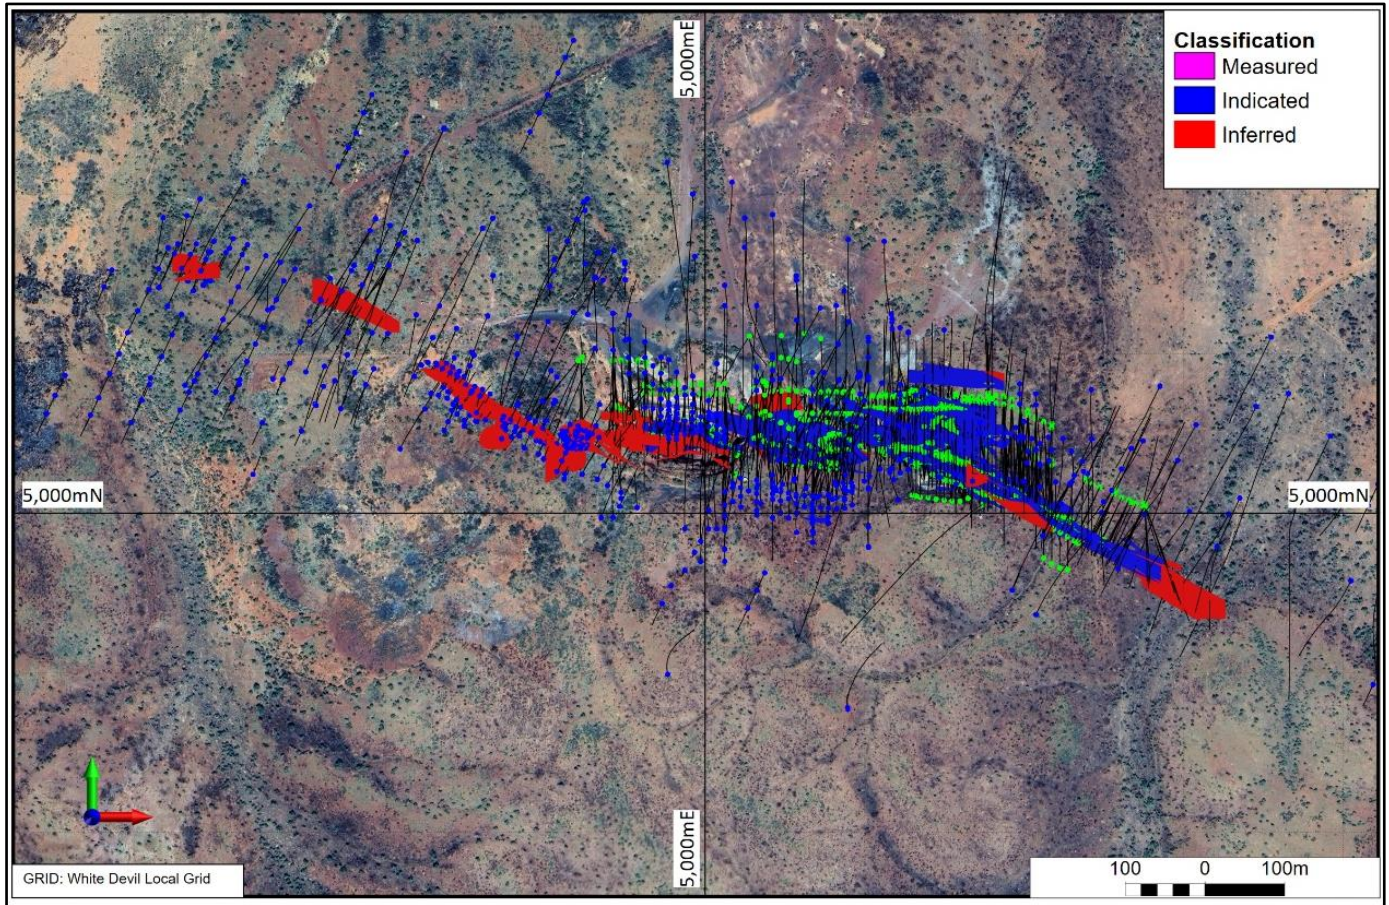 5,000mE
Classification
Measured
Indicated
Inferred
5,000mN
5,000mN
5,000mE
GRID: White Devil Local Grid
100 0 100m